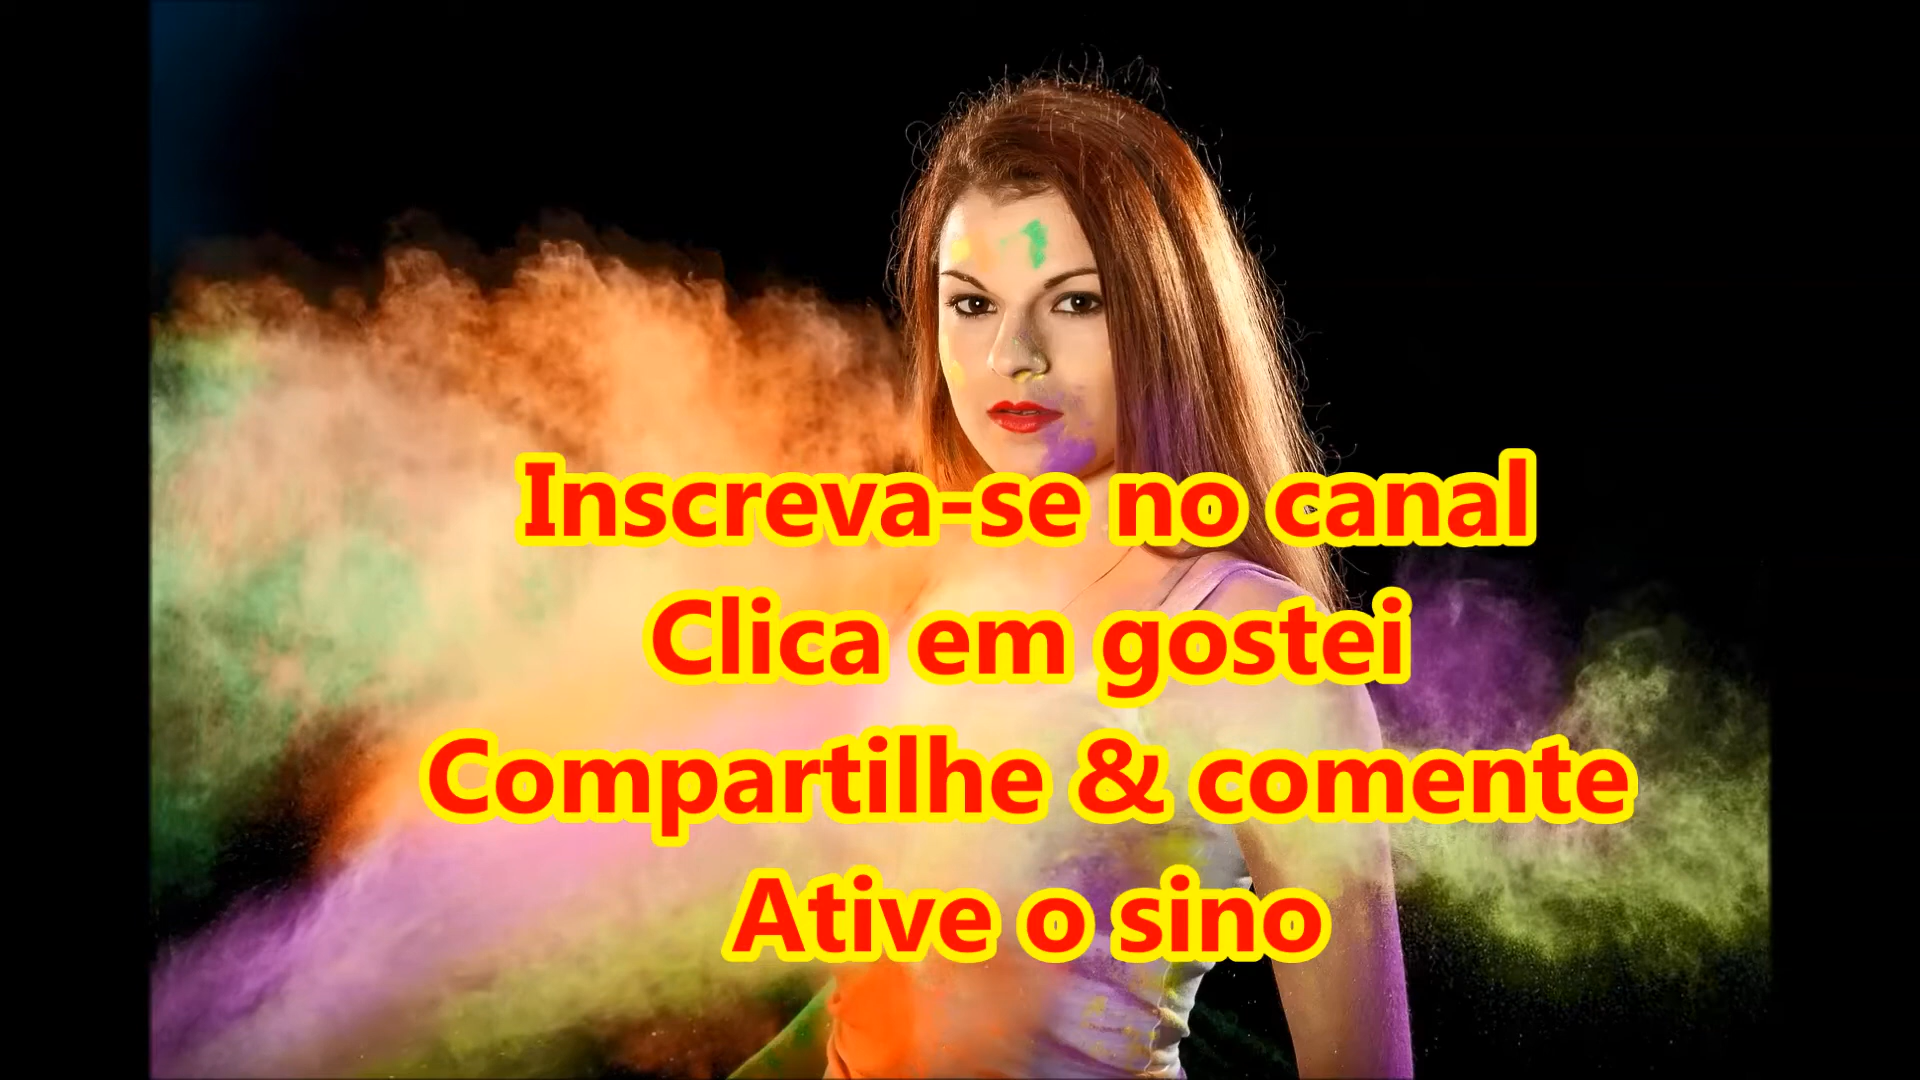 Inscreva-se no canal
Clica em gostei
Compartilhe & comente
Ative o sino